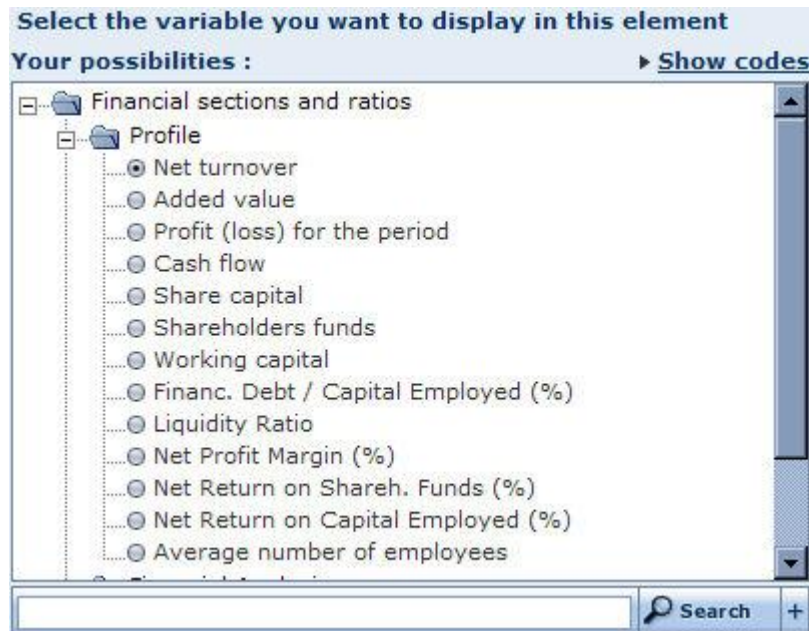 Select the variable you want to display in this element
Your possibilities : Show codes
Financial sections and ratios
Profile
Net turnover
Added value
Profit (loss) for the period
Cash flow
Share capital
Shareholders funds
Working capital
Financ. Debt / Capital Employed (%)
Liquidity Ratio
Net Profit Margin (%)
Net Return on Shareh. Funds (%)
Net Return on Capital Employed (%)
Average number of employees
Search +